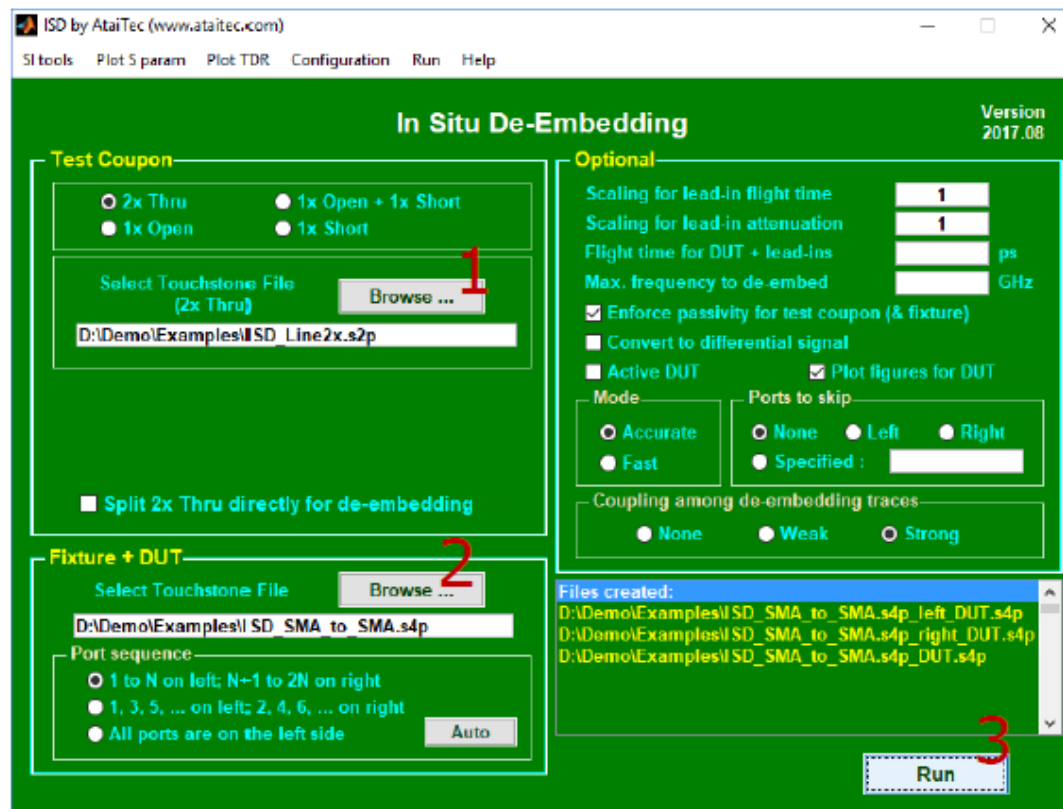 ISD by AtaiTec (www.ataitec.com)
SI tools Plot S param Plot TDR Configuration Run Help
In Situ De-Embedding
Version
2017.08
Test Coupon
2x Thru 1x Open + 1x Short
1x Open 1x Short
Select Touchstone File
(2x Thru)
Browse ...
1
D:\Demo\Examples\ISD_Line2x.s2p
Split 2x Thru directly for de-embedding
Fixture + DUT
Select Touchstone File
Browse ...
2
D:\Demo\Examples\ISD_SMA_to_SMA.s4p
Port sequence
1 to N on left; N+1 to 2N on right
1, 3, 5, ... on left; 2, 4, 6, ... on right
All ports are on the left side
Auto
Optional
Scaling for lead-in flight time 1
Scaling for lead-in attenuation 1
Flight time for DUT + lead-ins ps
Max. frequency to de-embed GHz
Enforce passivity for test coupon (& fixture)
Convert to differential signal
Active DUT Plot figures for DUT
Mode
Accurate
Fast
Ports to skip
None Left Right
Specified :
Coupling among de-embedding traces
None Weak Strong
Files created:
D:\Demo\Examples\ISD_SMA_to_SMA.s4p_left_DUT.s4p
D:\Demo\Examples\ISD_SMA_to_SMA.s4p_right_DUT.s4p
D:\Demo\Examples\ISD_SMA_to_SMA.s4p_DUT.s4p
3
Run